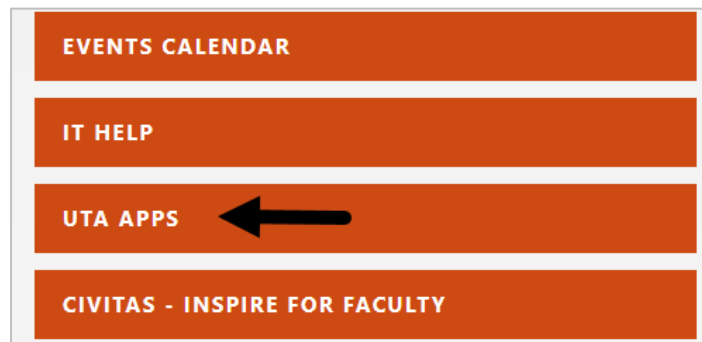 EVENTS CALENDAR
IT HELP
UTA APPS
CIVITAS - INSPIRE FOR FACULTY